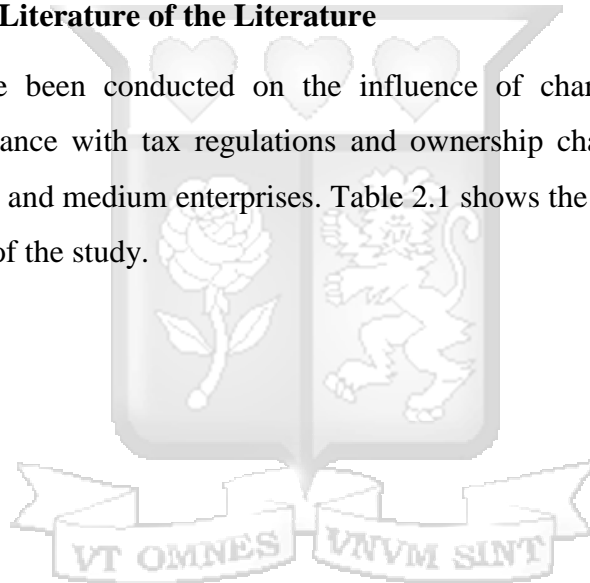 Literature of the Literature
e been conducted on the influence of char
ance with tax regulations and ownership cha
and medium enterprises. Table 2.1 shows the
of the study.
VT OMNES VNVM SINT